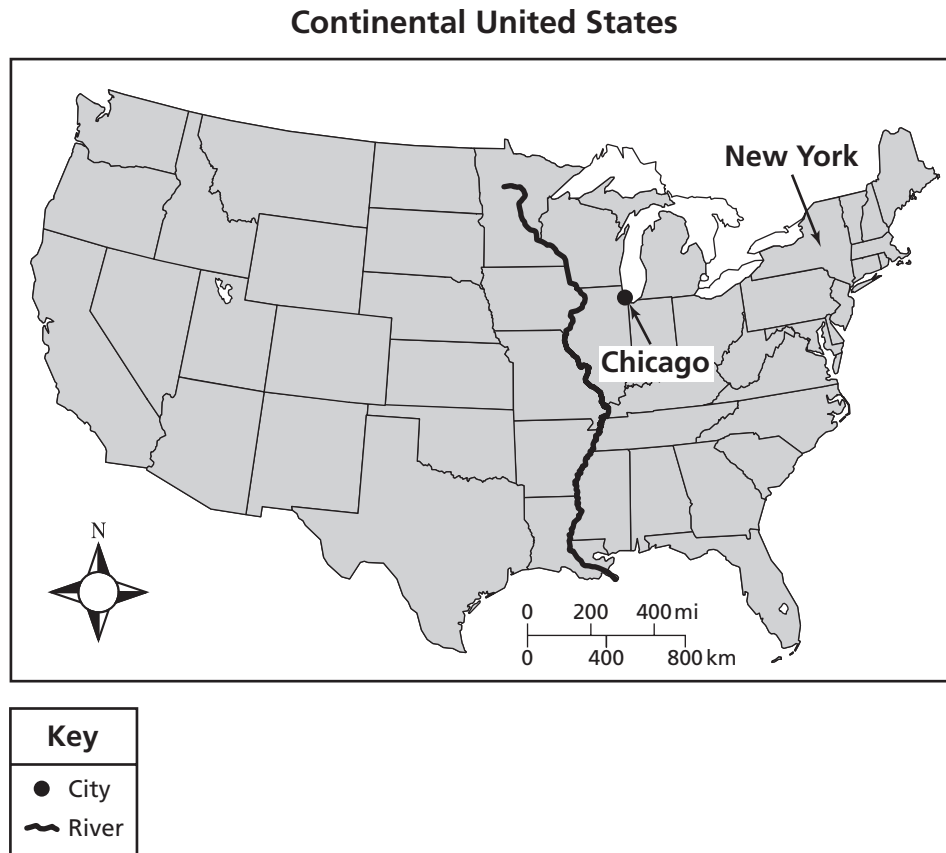 Continental United States
New York
Chicago
N
0 200 400 mi
0 400 800 km
Key
City
River